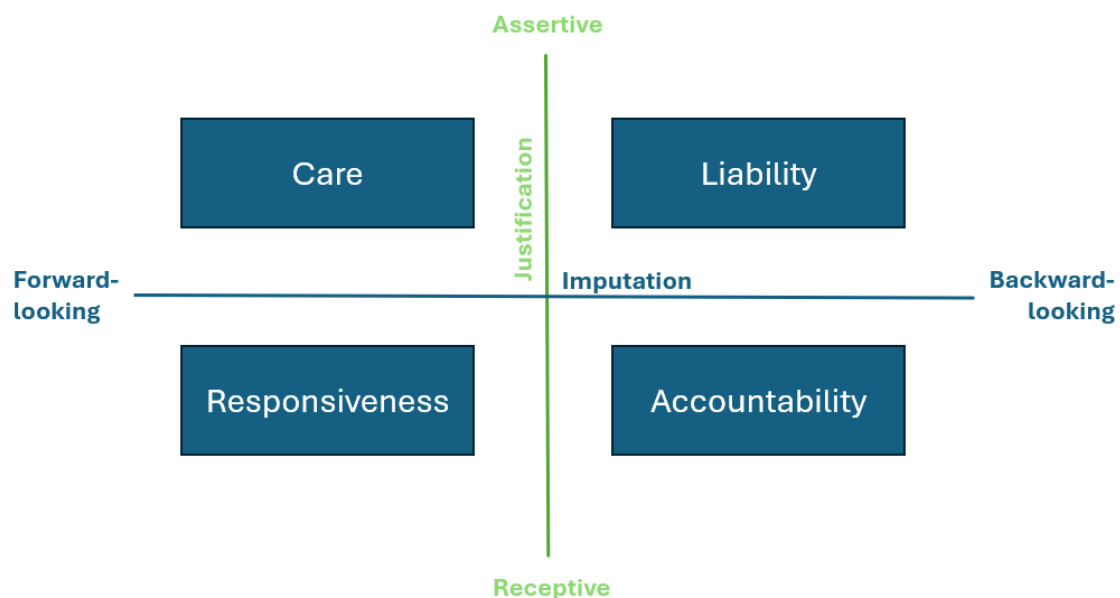 Assertive
Care
Liability
Justification
Forward-
looking
Imputation
Backward-
looking
Responsiveness
Accountability
Receptive